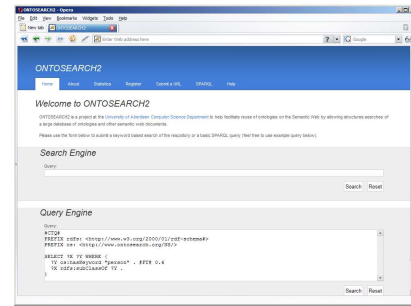 ONTOSEARCH2 - Opera
File Edit View Bookmarks Widgets Tools Help
New tab ONTOSEARCH2
Enter Web address here Google
ONTOSEARCH2
Home About Statistics Register Submit a URL SPARQL Help
Welcome to ONTOSEARCH2
ONTOSEARCH2 is a project at the University of Aberdeen Computer Science Department to help facilitate reuse of ontologies on the Semantic Web by allowing structures searches of
a large database of ontologies and other semantic web documents.
Please use the form below to submit a keyword based search of the respoitory or a basic SPARQL query (feel free to use example query below).
Search Engine
Query:
Search Reset
Query Engine
Query:
#CTQ#
PREFIX rdfs: <http://www.w3.org/2000/01/rdf-schema#>
PREFIX os: <http://www.ontosearch.org/NS/>
SELECT ?X ?Y WHERE {
?Y os:hasKeyword "person" . #FT# 0.6
?X rdfs:subClassOf ?Y .
}
Search Reset